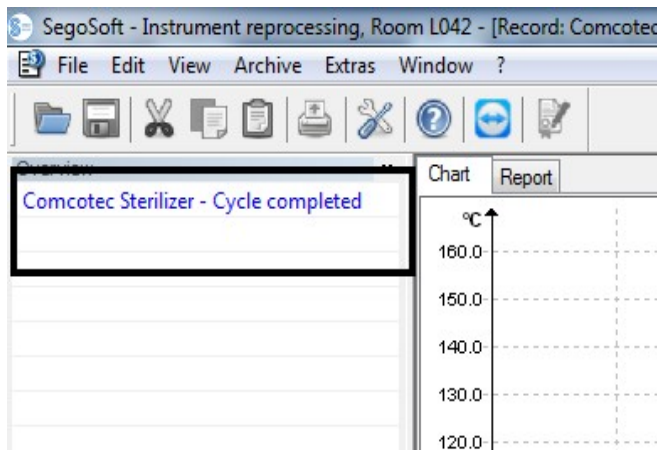 SegoSoft - Instrument reprocessing, Room L042 - [Record: Comcotec
File Edit View Archive Extras Window ?
Overview
Chart Report
Comcotec Sterilizer - Cycle completed
°C
160.0
150.0
140.0
130.0
120.0